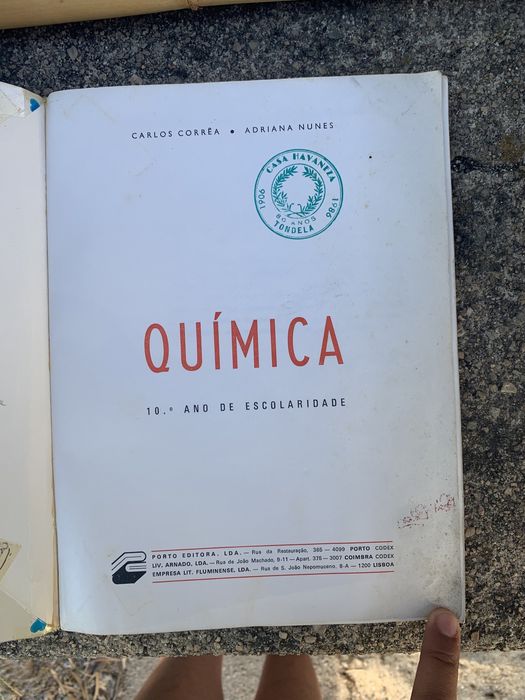 CARLOS CORRÊA • ADRIANA NUNES
CASA HAVANEZA
1906
1986
80 ANOS
TONDELA
QUÍMICA
10.º ANO DE ESCOLARIDADE
PORTO EDITORA, LDA. — Rua da Restauração, 365 — 4099 PORTO CODEX
LIV. ARNADO, LDA. — Rua de João Machado, 9-11 — Apart. 375 — 3007 COIMBRA CODEX
EMPRESA LIT. FLUMINENSE, LDA. — Rua de S. João Nepomuceno, 8-A — 1200 LISBOA